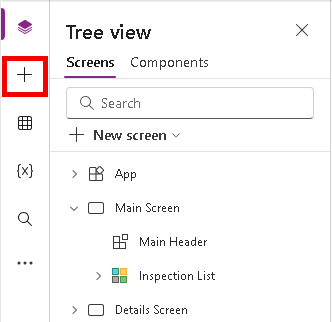 Tree view
Screens Components
Search
New screen
App
{x}
Main Screen
Main Header
Inspection List
Details Screen